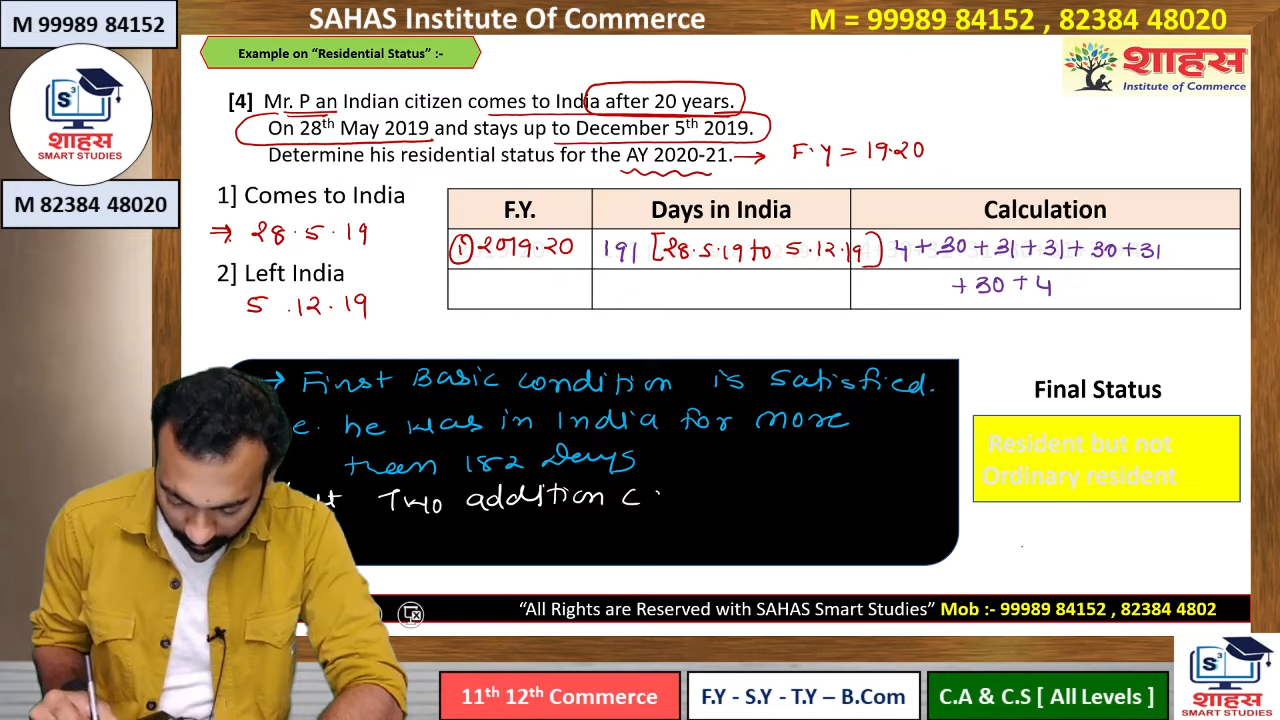 M 99989 84152
SAHAS Institute Of Commerce
M = 99989 84152 , 82384 48020
Example on “Residential Status” :-
S³
शाहस
SMART STUDIES
M 82384 48020
शाहस
Institute of Commerce
[4] Mr. P an Indian citizen comes to India after 20 years.
On 28th May 2019 and stays up to December 5th 2019.
Determine his residential status for the AY 2020-21. → F.Y = 19.20
1] Comes to India
⇒ 28.5.19
2] Left India
5.12.19
F.Y. Days in India Calculation
① 2019.20 191 [28.5.19 to 5.12.19] 4 + 30 + 31 + 31 + 30 + 31
+ 30 + 4
→ First Basic condition is satisfied.
e. he was in India for more
than 182 Days
Two addition c
Final Status
Resident but not
Ordinary resident
“All Rights are Reserved with SAHAS Smart Studies” Mob :- 99989 84152 , 82384 4802
11th 12th Commerce
F.Y - S.Y - T.Y – B.Com
C.A & C.S [ All Levels ]
S³
शाहस
SMART STUDIES